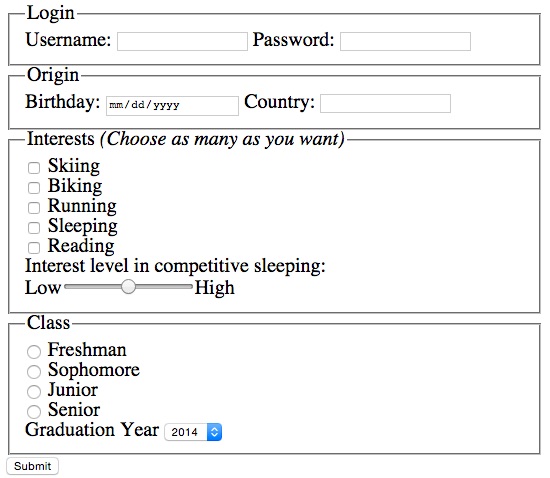 Login
Username: Password:
Origin
Birthday: mm/dd/yyyy Country:
Interests (Choose as many as you want)
Skiing
Biking
Running
Sleeping
Reading
Interest level in competitive sleeping:
Low High
Class
Freshman
Sophomore
Junior
Senior
Graduation Year 2014
Submit